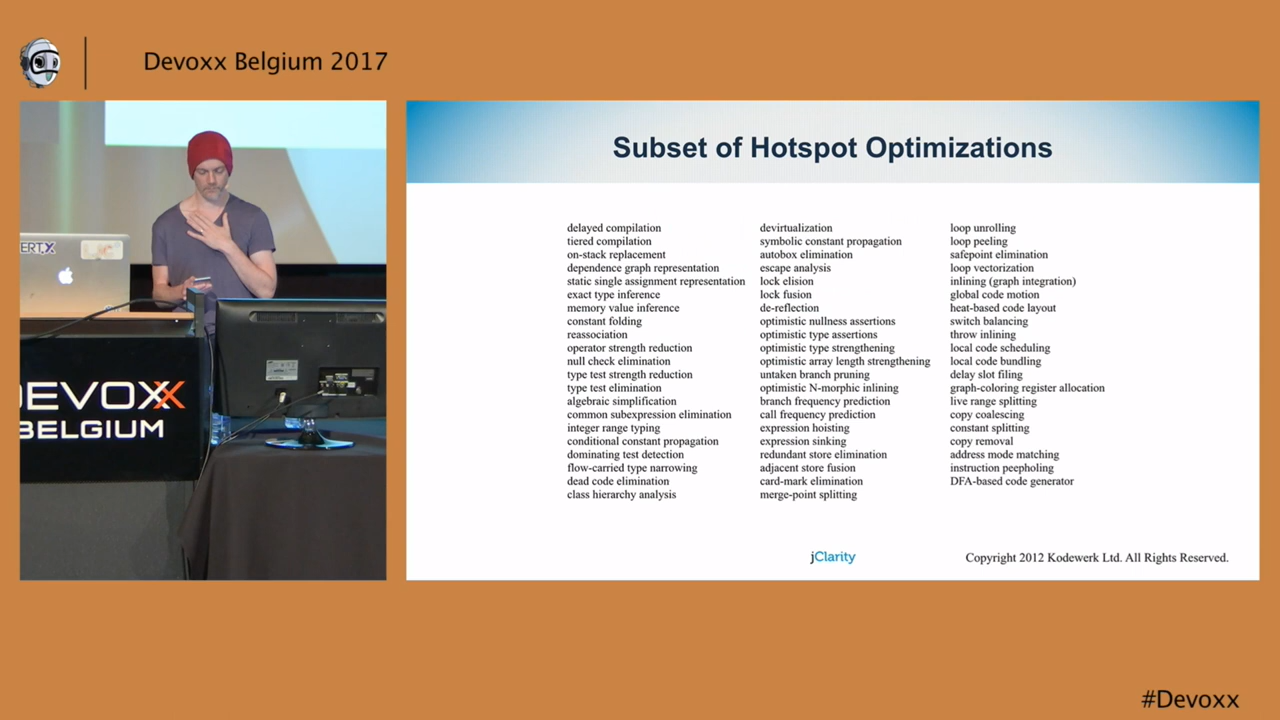 Devoxx Belgium 2017
ERT.X
DEVOXX
BELGIUM
Subset of Hotspot Optimizations
delayed compilation
tiered compilation
on-stack replacement
dependence graph representation
static single assignment representation
exact type inference
memory value inference
constant folding
reassociation
operator strength reduction
null check elimination
type test strength reduction
type test elimination
algebraic simplification
common subexpression elimination
integer range typing
conditional constant propagation
dominating test detection
flow-carried type narrowing
dead code elimination
class hierarchy analysis
devirtualization
symbolic constant propagation
autobox elimination
escape analysis
lock elision
lock fusion
de-reflection
optimistic nullness assertions
optimistic type assertions
optimistic type strengthening
optimistic array length strengthening
untaken branch pruning
optimistic N-morphic inlining
branch frequency prediction
call frequency prediction
expression hoisting
expression sinking
redundant store elimination
adjacent store fusion
card-mark elimination
merge-point splitting
loop unrolling
loop peeling
safepoint elimination
loop vectorization
inlining (graph integration)
global code motion
heat-based code layout
switch balancing
throw inlining
local code scheduling
local code bundling
delay slot filing
graph-coloring register allocation
live range splitting
copy coalescing
constant splitting
copy removal
address mode matching
instruction peepholing
DFA-based code generator
jClarity
Copyright 2012 Kodewerk Ltd. All Rights Reserved.
#Devoxx